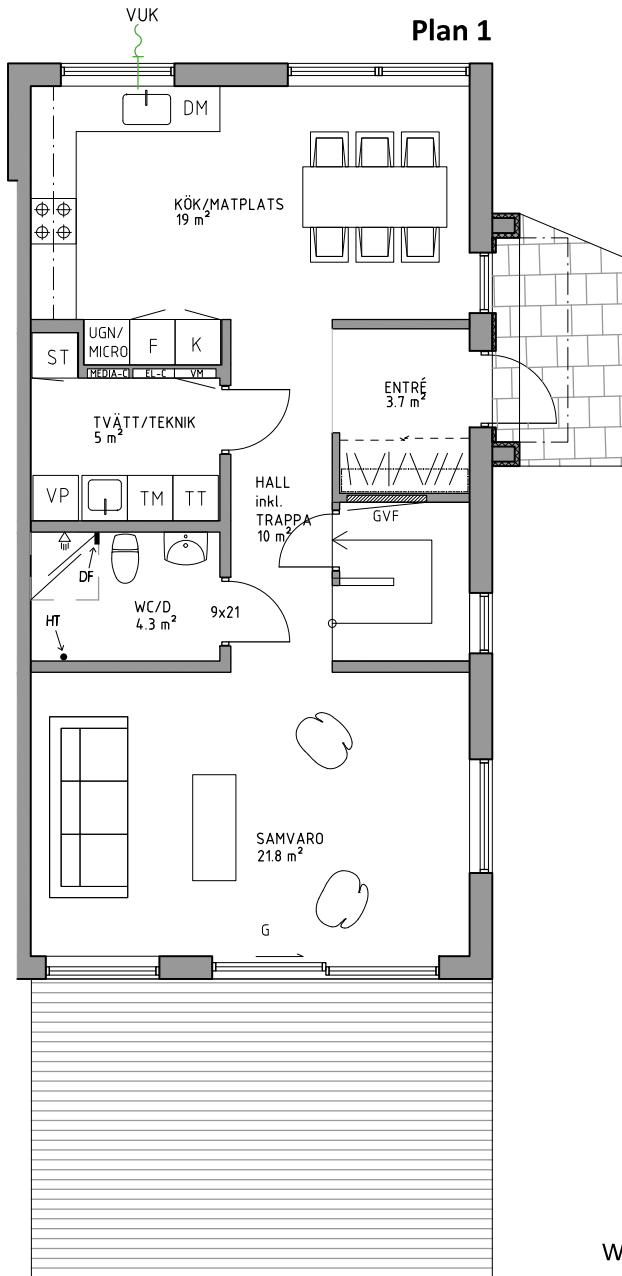 VUK
Plan 1
DM
KÖK/MATPLATS
19 m²
UGN/
MICRO
F
K
ST
MEDIA-C
EL-C
VM
ENTRÉ
3.7 m²
TVÄTT/TEKNIK
5 m²
HALL
inkl.
TRAPPA
10 m²
VP
TM
TT
GVF
DF
WC/D
4.3 m²
9x21
HT
SAMVARO
21.8 m²
G
W